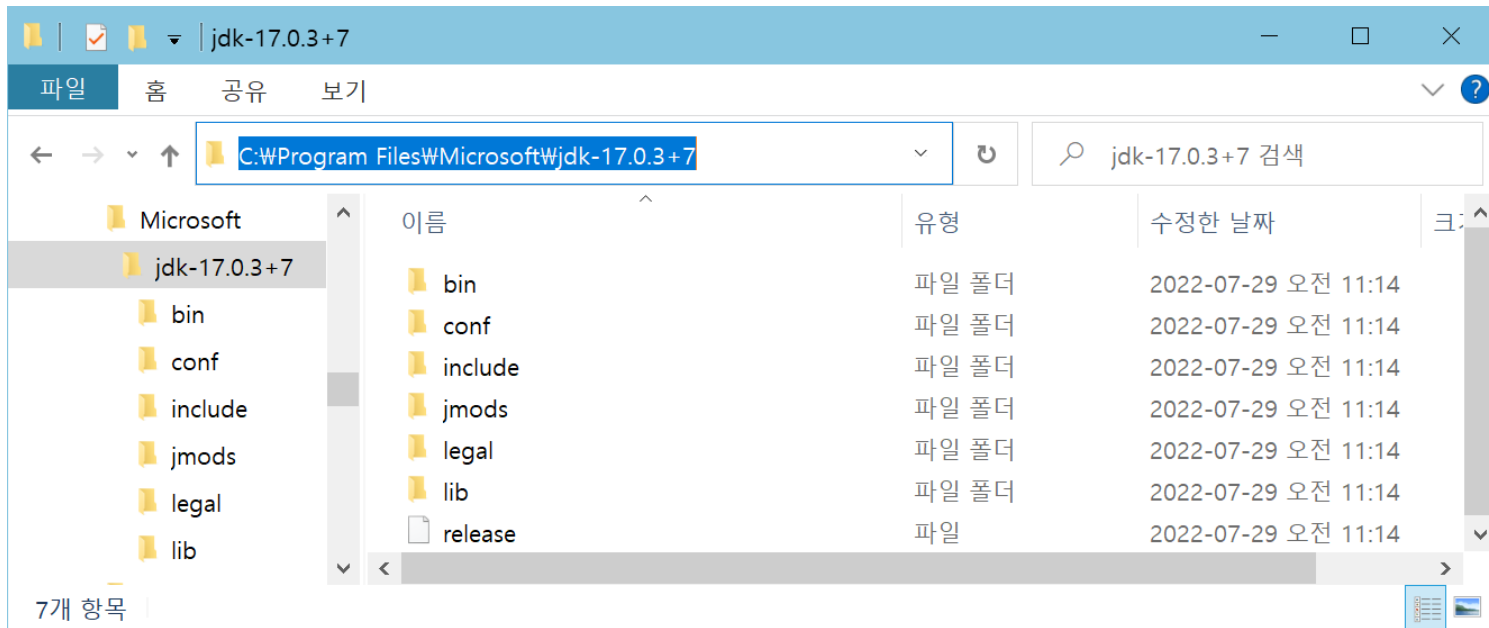 jdk-17.0.3+7
파일 홈 공유 보기
C:₩Program Files₩Microsoft₩jdk-17.0.3+7 jdk-17.0.3+7 검색
Microsoft
jdk-17.0.3+7
bin
conf
include
jmods
legal
lib
이름 유형 수정한 날짜
bin 파일 폴더 2022-07-29 오전 11:14
conf 파일 폴더 2022-07-29 오전 11:14
include 파일 폴더 2022-07-29 오전 11:14
jmods 파일 폴더 2022-07-29 오전 11:14
legal 파일 폴더 2022-07-29 오전 11:14
lib 파일 폴더 2022-07-29 오전 11:14
release 파일 2022-07-29 오전 11:14
7개 항목